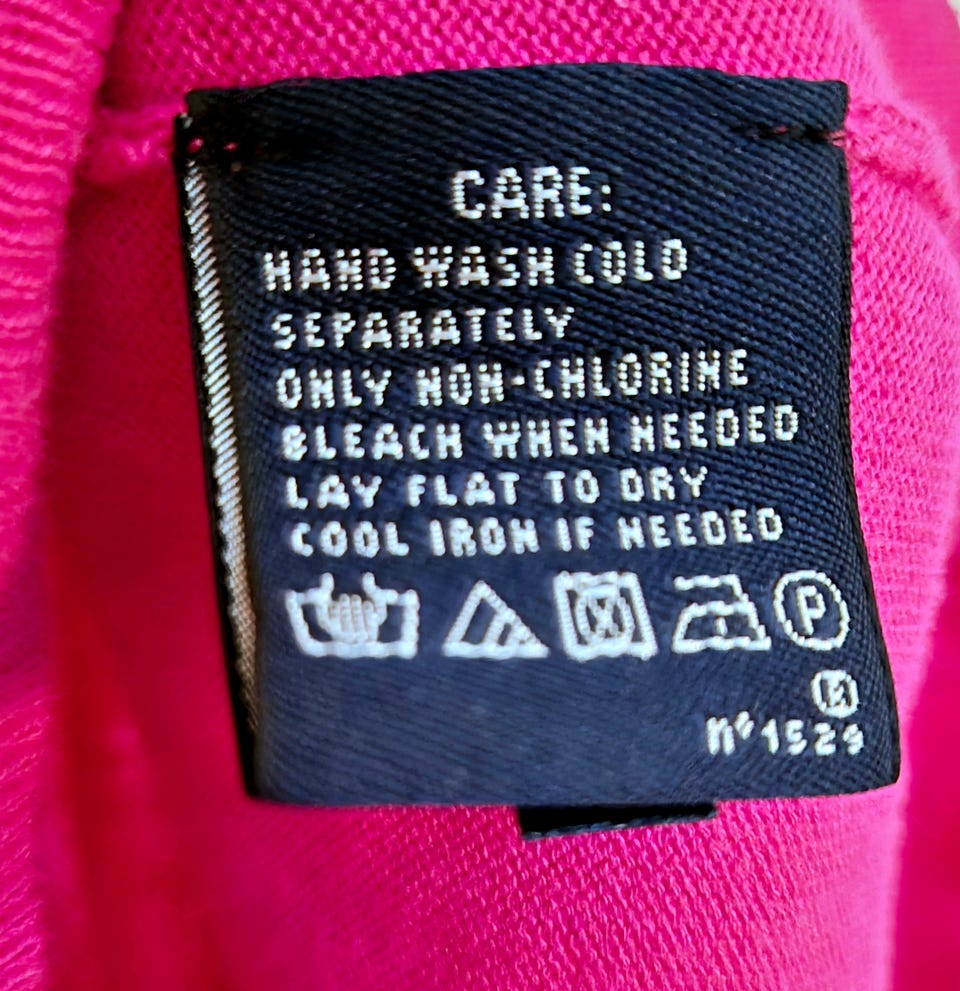 CARE:
HAND WASH COLD
SEPARATELY
ONLY NON-CHLORINE
BLEACH WHEN NEEDED
LAY FLAT TO DRY
COOL IRON IF NEEDED
P
nº1529